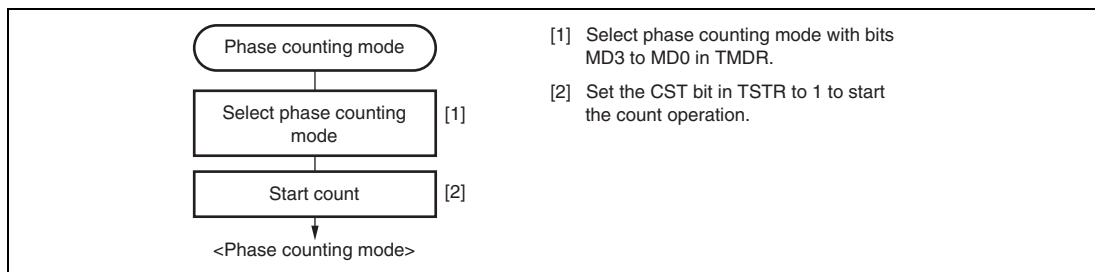 Phase counting mode
Select phase counting
mode
[1]
Start count
[2]
<Phase counting mode>
[1] Select phase counting mode with bits
MD3 to MD0 in TMDR.
[2] Set the CST bit in TSTR to 1 to start
the count operation.